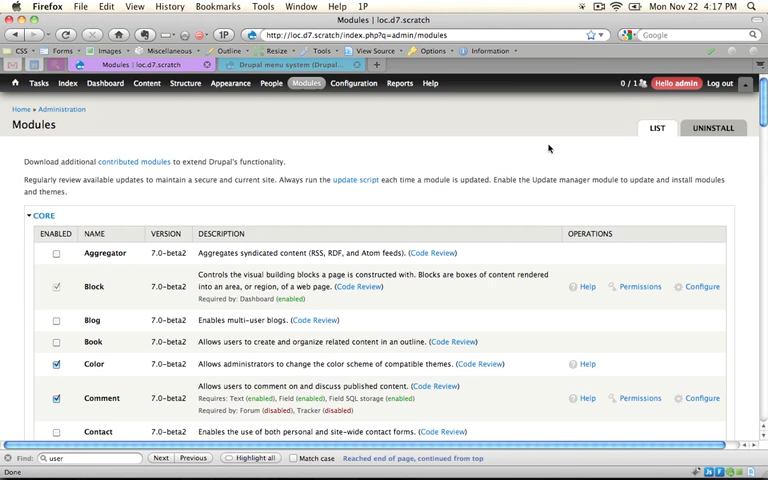 Firefox File Edit View History Bookmarks Tools Window Help 1P Mon Nov 22 4:17 PM
Modules | loc.d7.scratch
1P http://loc.d7.scratch/index.php?q=admin/modules Google
CSS Forms Images Miscellaneous Outline Resize Tools View Source Options Information
Modules | loc.d7.scratch Drupal menu system (Drupal...
Tasks Index Dashboard Content Structure Appearance People Modules Configuration Reports Help 0 / 1 Hello admin Log out
Home » Administration
Modules
LIST UNINSTALL
Download additional contributed modules to extend Drupal's functionality.
Regularly review available updates to maintain a secure and current site. Always run the update script each time a module is updated. Enable the Update manager module to update and install modules
and themes.
CORE
ENABLED NAME VERSION DESCRIPTION OPERATIONS
Aggregator 7.0-beta2 Aggregates syndicated content (RSS, RDF, and Atom feeds). (Code Review)
Controls the visual building blocks a page is constructed with. Blocks are boxes of content rendered
Block 7.0-beta2 into an area, or region, of a web page. (Code Review) Help Permissions Configure
Required by: Dashboard (enabled)
Blog 7.0-beta2 Enables multi-user blogs. (Code Review)
Book 7.0-beta2 Allows users to create and organize related content in an outline. (Code Review)
Color 7.0-beta2 Allows administrators to change the color scheme of compatible themes. (Code Review) Help
Allows users to comment on and discuss published content. (Code Review)
Comment 7.0-beta2 Requires: Text (enabled), Field (enabled), Field SQL storage (enabled) Help Permissions Configure
Required by: Forum (disabled), Tracker (disabled)
Contact 7.0-beta2 Enables the use of both personal and site-wide contact forms. (Code Review)
Find: user Next Previous Highlight all Match case Reached end of page, continued from top
Done